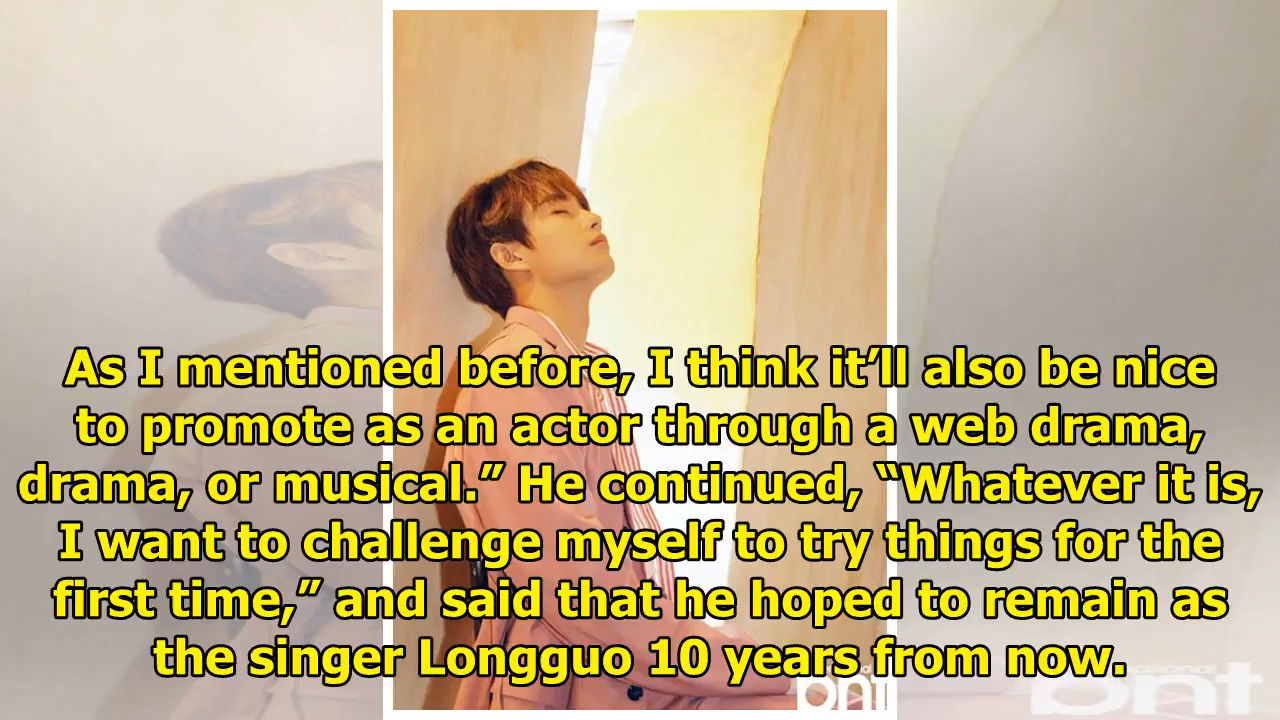 As I mentioned before, I think it’ll also be nice
to promote as an actor through a web drama,
drama, or musical.” He continued, “Whatever it is,
I want to challenge myself to try things for the
first time,” and said that he hoped to remain as
the singer Longguo 10 years from now.
bnt
bnt